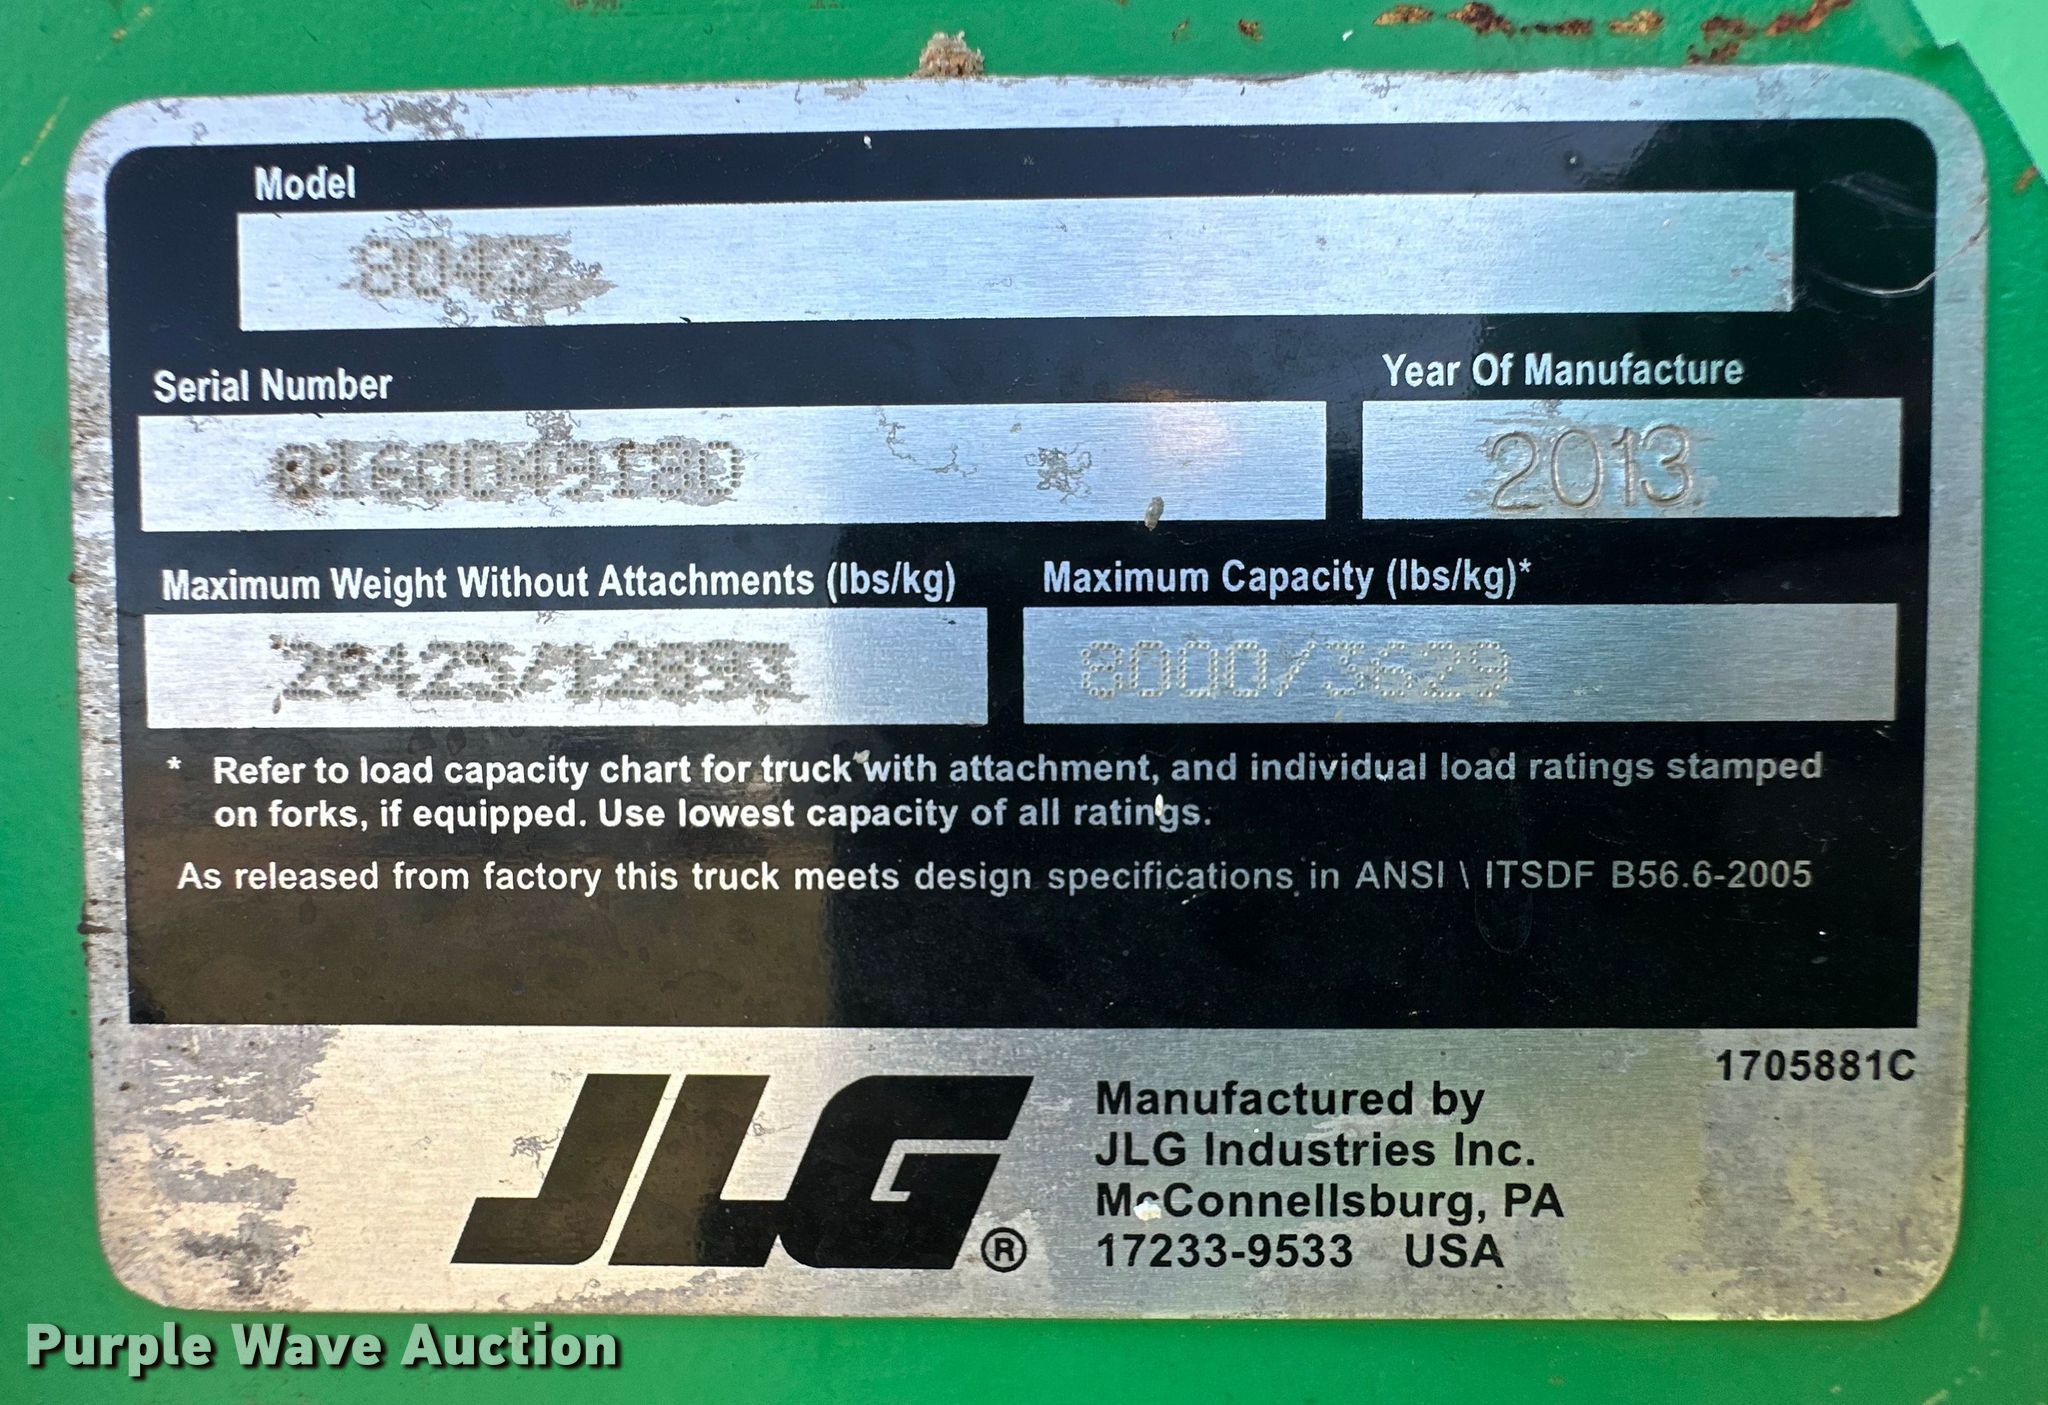 Model
8042
Serial Number
Year Of Manufacture
0160049180
2013
Maximum Weight Without Attachments (lbs/kg)
Maximum Capacity (lbs/kg)*
28425/12893
8000/3629
* Refer to load capacity chart for truck with attachment, and individual load ratings stamped
on forks, if equipped. Use lowest capacity of all ratings.
As released from factory this truck meets design specifications in ANSI \ ITSDF B56.6-2005
1705881C
JLG®
Manufactured by
JLG Industries Inc.
McConnellsburg, PA
17233-9533 USA
Purple Wave Auction